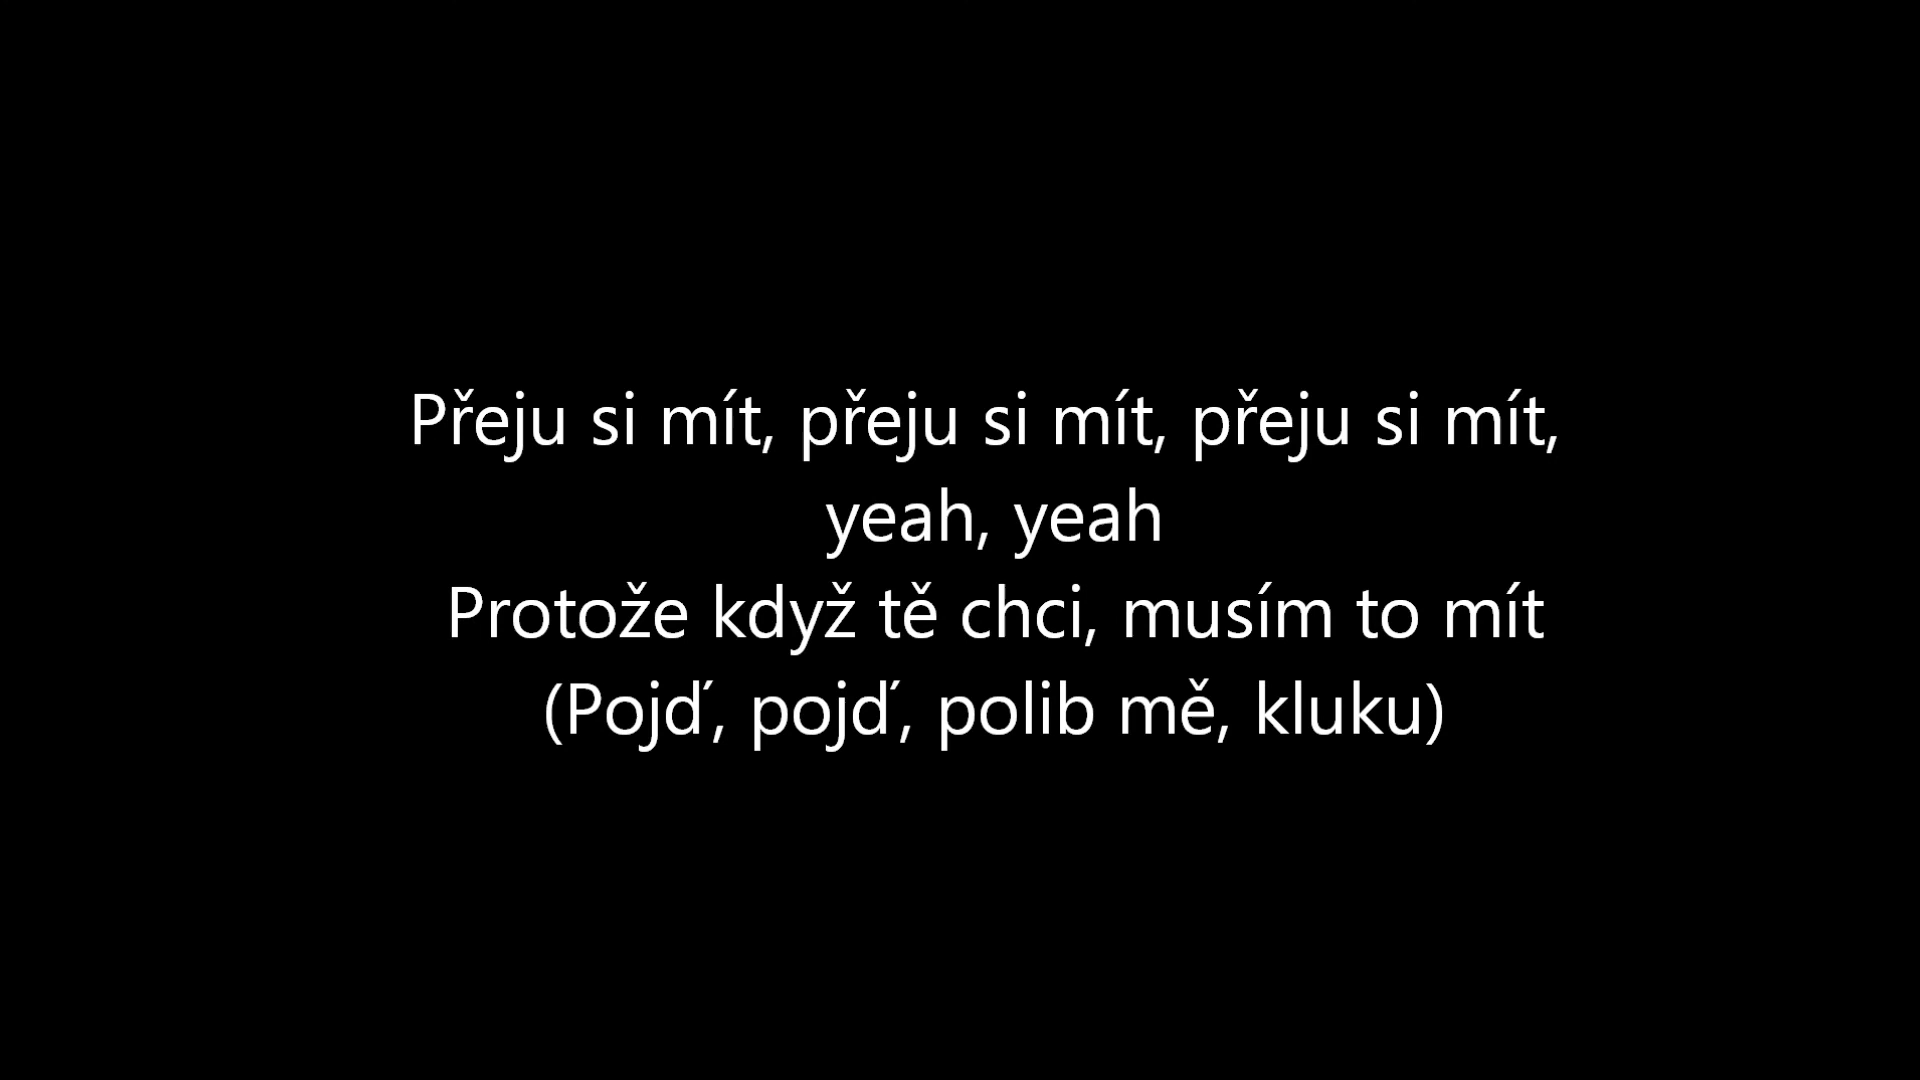 Přeju si mít, přeju si mít, přeju si mít,
yeah, yeah
Protože když tě chci, musím to mít
(Pojď, pojď, polib mě, kluku)